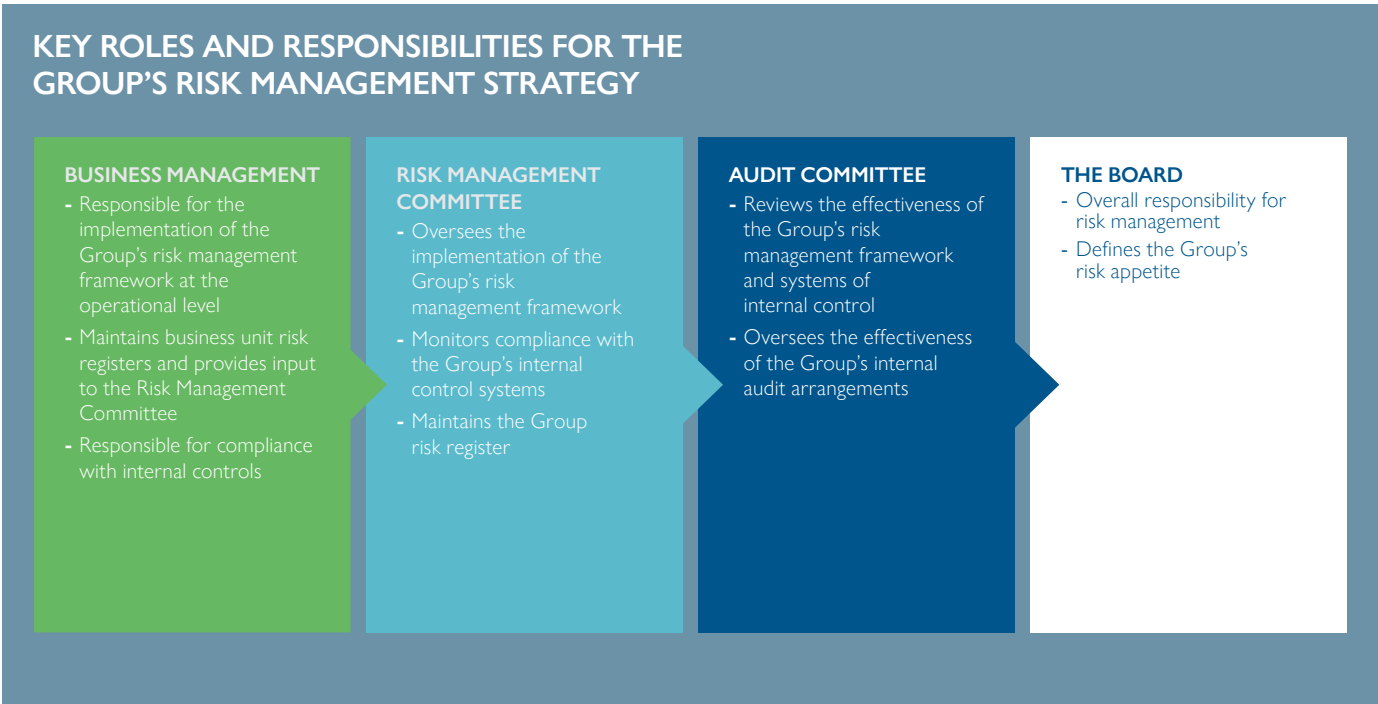 KEY ROLES AND RESPONSIBILITIES FOR THE
GROUP’S RISK MANAGEMENT STRATEGY
BUSINESS MANAGEMENT
- Responsible for the
implementation of the
Group’s risk management
framework at the
operational level
- Maintains business unit risk
registers and provides input
to the Risk Management
Committee
- Responsible for compliance
with internal controls
RISK MANAGEMENT
COMMITTEE
- Oversees the
implementation of the
Group’s risk
management framework
- Monitors compliance with
the Group’s internal
control systems
- Maintains the Group
risk register
AUDIT COMMITTEE
- Reviews the effectiveness of
the Group’s risk
management framework
and systems of
internal control
- Oversees the effectiveness
of the Group’s internal
audit arrangements
THE BOARD
- Overall responsibility for
risk management
- Defines the Group’s
risk appetite